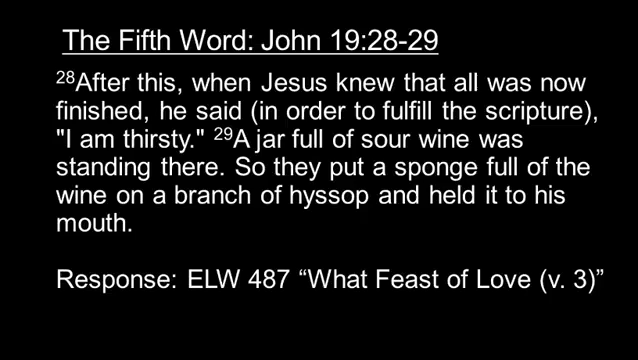 The Fifth Word: John 19:28-29
28After this, when Jesus knew that all was now
finished, he said (in order to fulfill the scripture),
"I am thirsty." 29A jar full of sour wine was
standing there. So they put a sponge full of the
wine on a branch of hyssop and held it to his
mouth.
Response: ELW 487 “What Feast of Love (v. 3)”